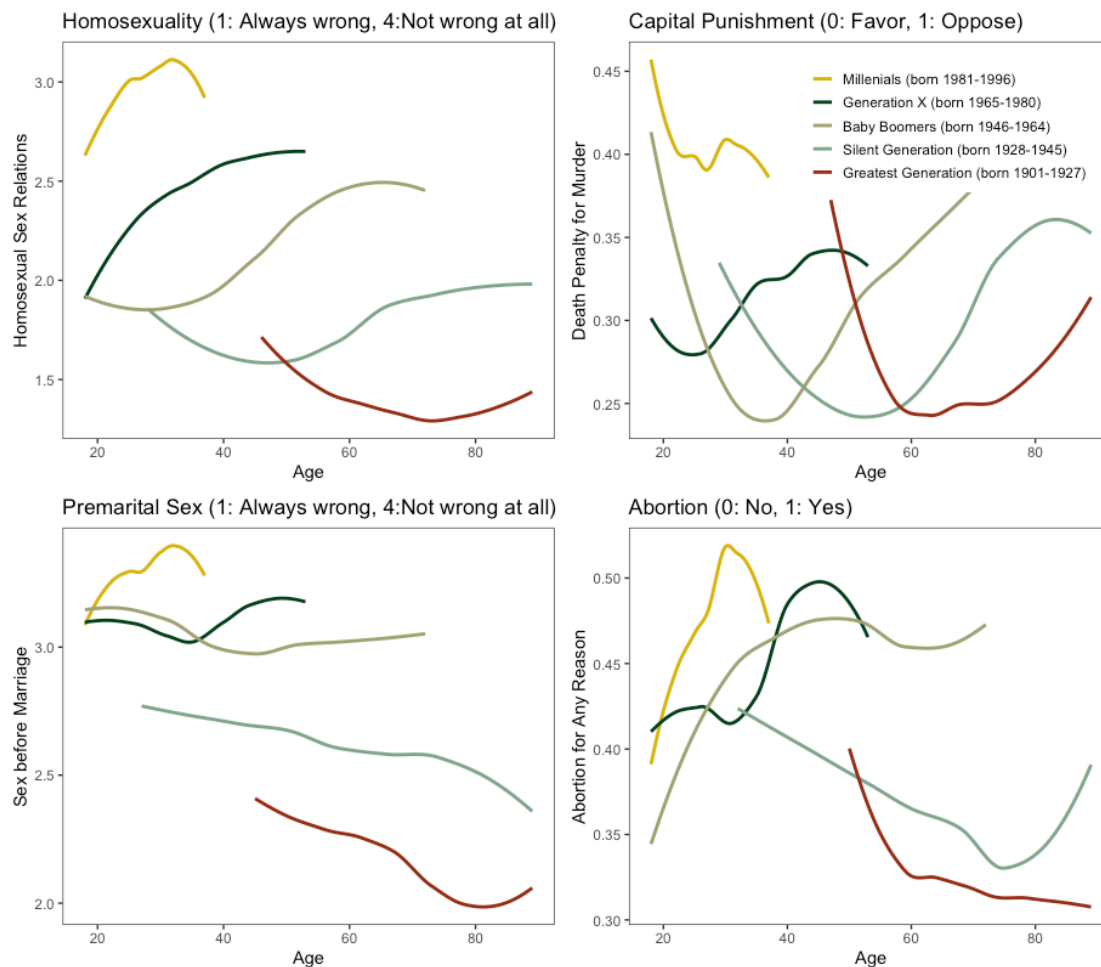 Homosexuality (1: Always wrong, 4:Not wrong at all)
Homosexual Sex Relations
3.0
2.5
2.0
1.5
20 40 60 80
Age
Capital Punishment (0: Favor, 1: Oppose)
Death Penalty for Murder
0.45
0.40
0.35
0.30
0.25
Millenials (born 1981-1996)
Generation X (born 1965-1980)
Baby Boomers (born 1946-1964)
Silent Generation (born 1928-1945)
Greatest Generation (born 1901-1927)
20 40 60 80
Age
Premarital Sex (1: Always wrong, 4:Not wrong at all)
Sex before Marriage
3.0
2.5
2.0
20 40 60 80
Age
Abortion (0: No, 1: Yes)
Abortion for Any Reason
0.50
0.45
0.40
0.35
0.30
20 40 60 80
Age